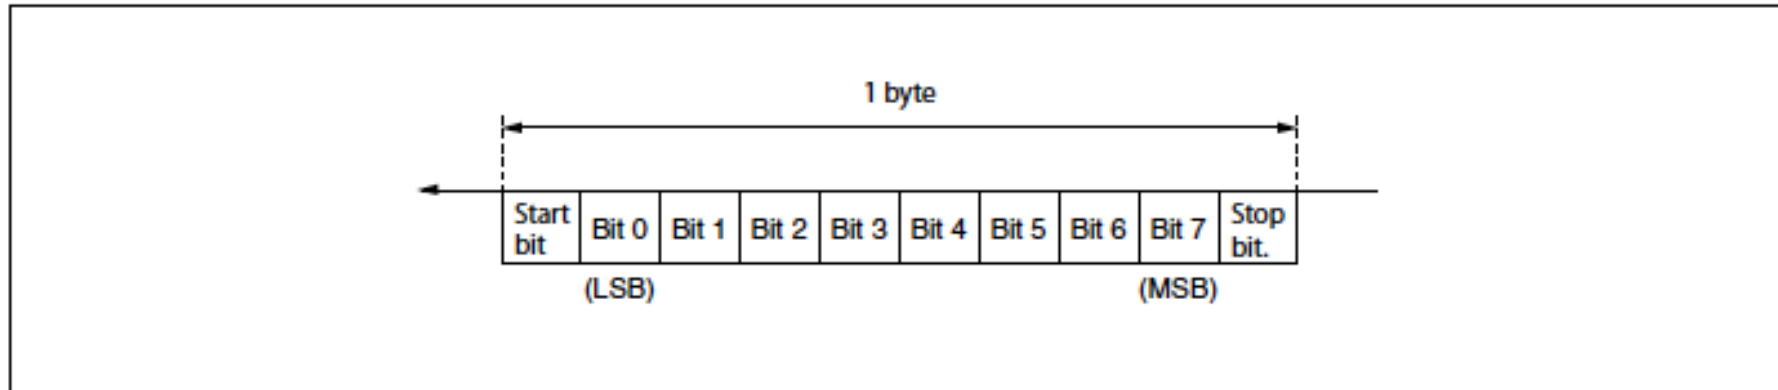 1 byte
Start bit
Bit 0
Bit 1
Bit 2
Bit 3
Bit 4
Bit 5
Bit 6
Bit 7
Stop bit.
(LSB)
(MSB)